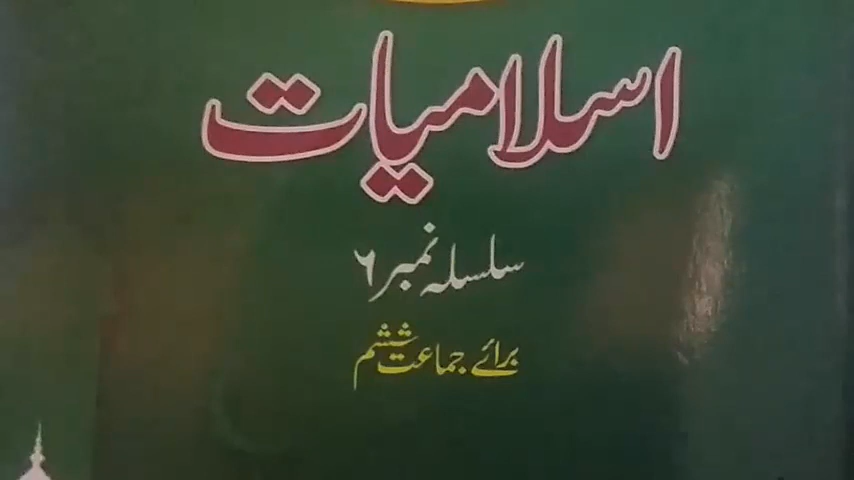 اسلامیات
سلسلہ نمبر ۶
برائے جماعت ششم